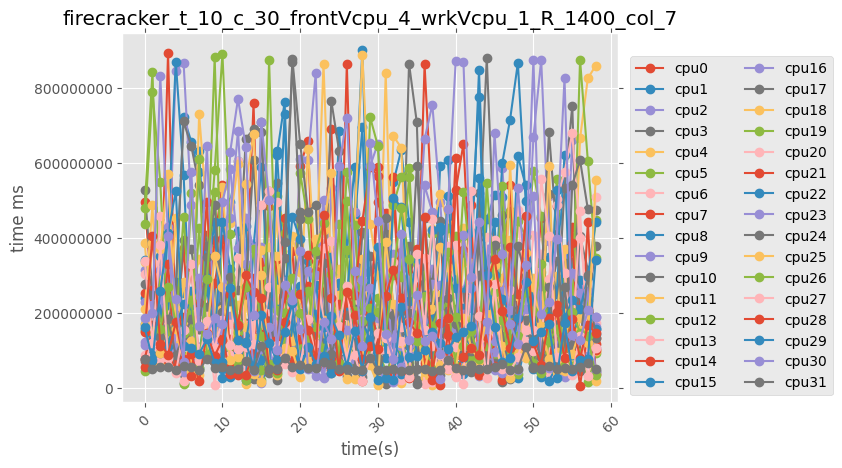 firecracker_t_10_c_30_frontVcpu_4_wrkVcpu_1_R_1400_col_7
time ms
800000000
600000000
400000000
200000000
0
0
10
20
30
40
50
60
time(s)
cpu0
cpu1
cpu2
cpu3
cpu4
cpu5
cpu6
cpu7
cpu8
cpu9
cpu10
cpu11
cpu12
cpu13
cpu14
cpu15
cpu16
cpu17
cpu18
cpu19
cpu20
cpu21
cpu22
cpu23
cpu24
cpu25
cpu26
cpu27
cpu28
cpu29
cpu30
cpu31